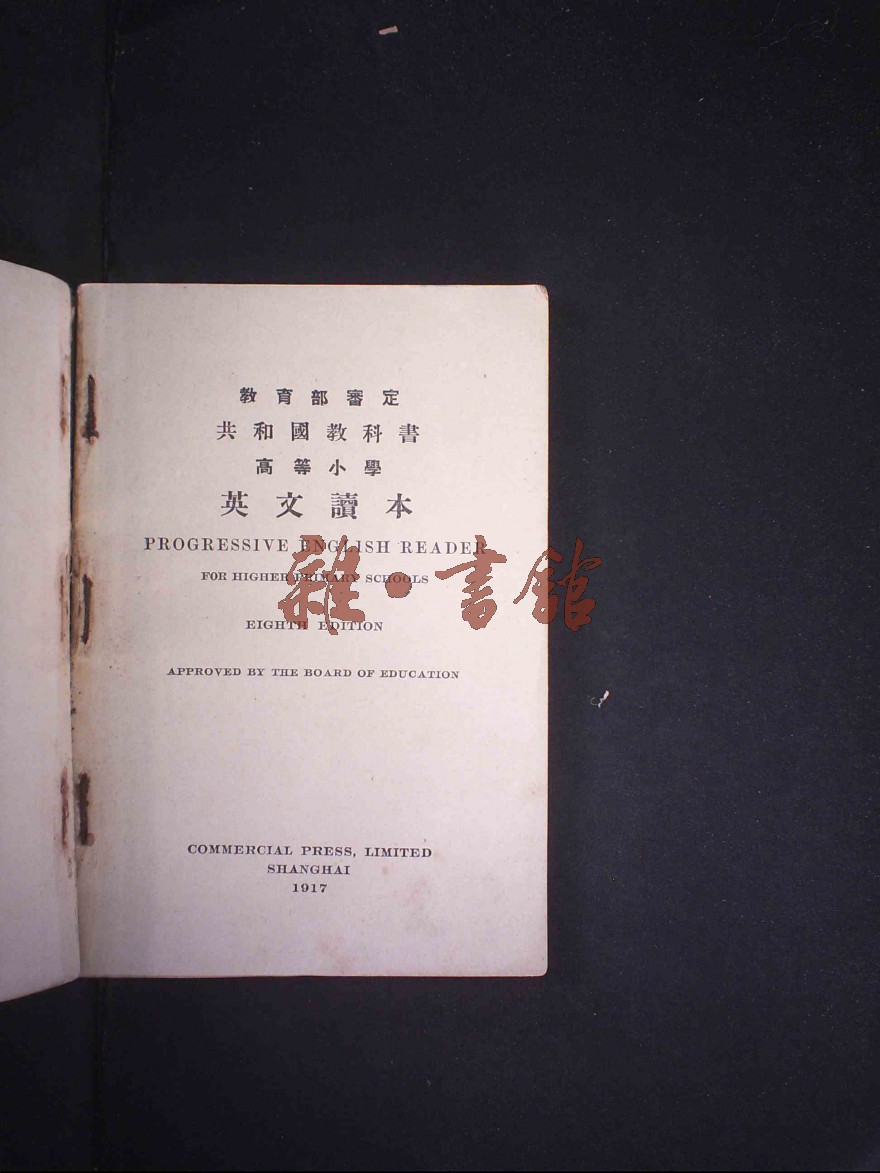 教育部審定
共和國教科書
高等小學
英文讀本
PROGRESSIVE ENGLISH READER
FOR HIGHER PRIMARY SCHOOLS
雜·書館
EIGHTH EDITION
APPROVED BY THE BOARD OF EDUCATION
COMMERCIAL PRESS, LIMITED
SHANGHAI
1917